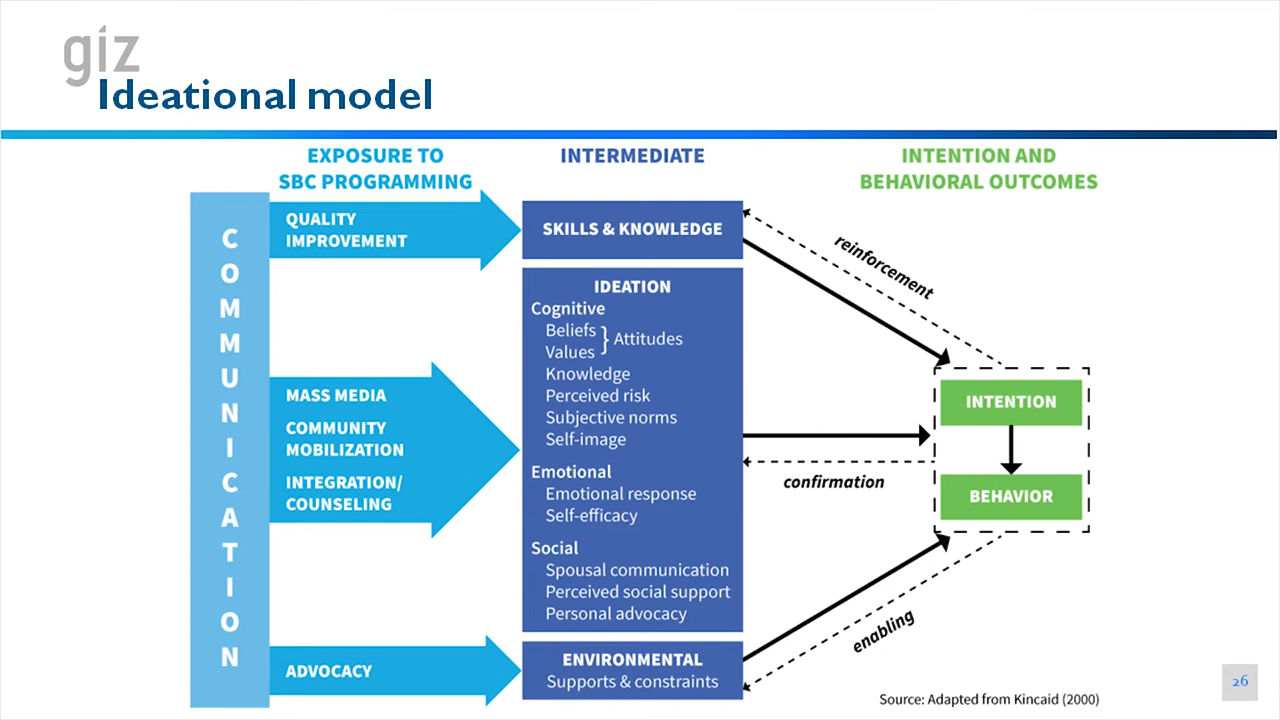 giz
Ideational model
EXPOSURE TO
SBC PROGRAMMING
INTERMEDIATE
INTENTION AND
BEHAVIORAL OUTCOMES
COMMUNICATION
QUALITY
IMPROVEMENT
MASS MEDIA
COMMUNITY
MOBILIZATION
INTEGRATION/
COUNSELING
ADVOCACY
SKILLS & KNOWLEDGE
IDEATION
Cognitive
Beliefs
Values
} Attitudes
Knowledge
Perceived risk
Subjective norms
Self-image
Emotional
Emotional response
Self-efficacy
Social
Spousal communication
Perceived social support
Personal advocacy
ENVIRONMENTAL
Supports & constraints
reinforcement
confirmation
enabling
INTENTION
BEHAVIOR
Source: Adapted from Kincaid (2000)
26